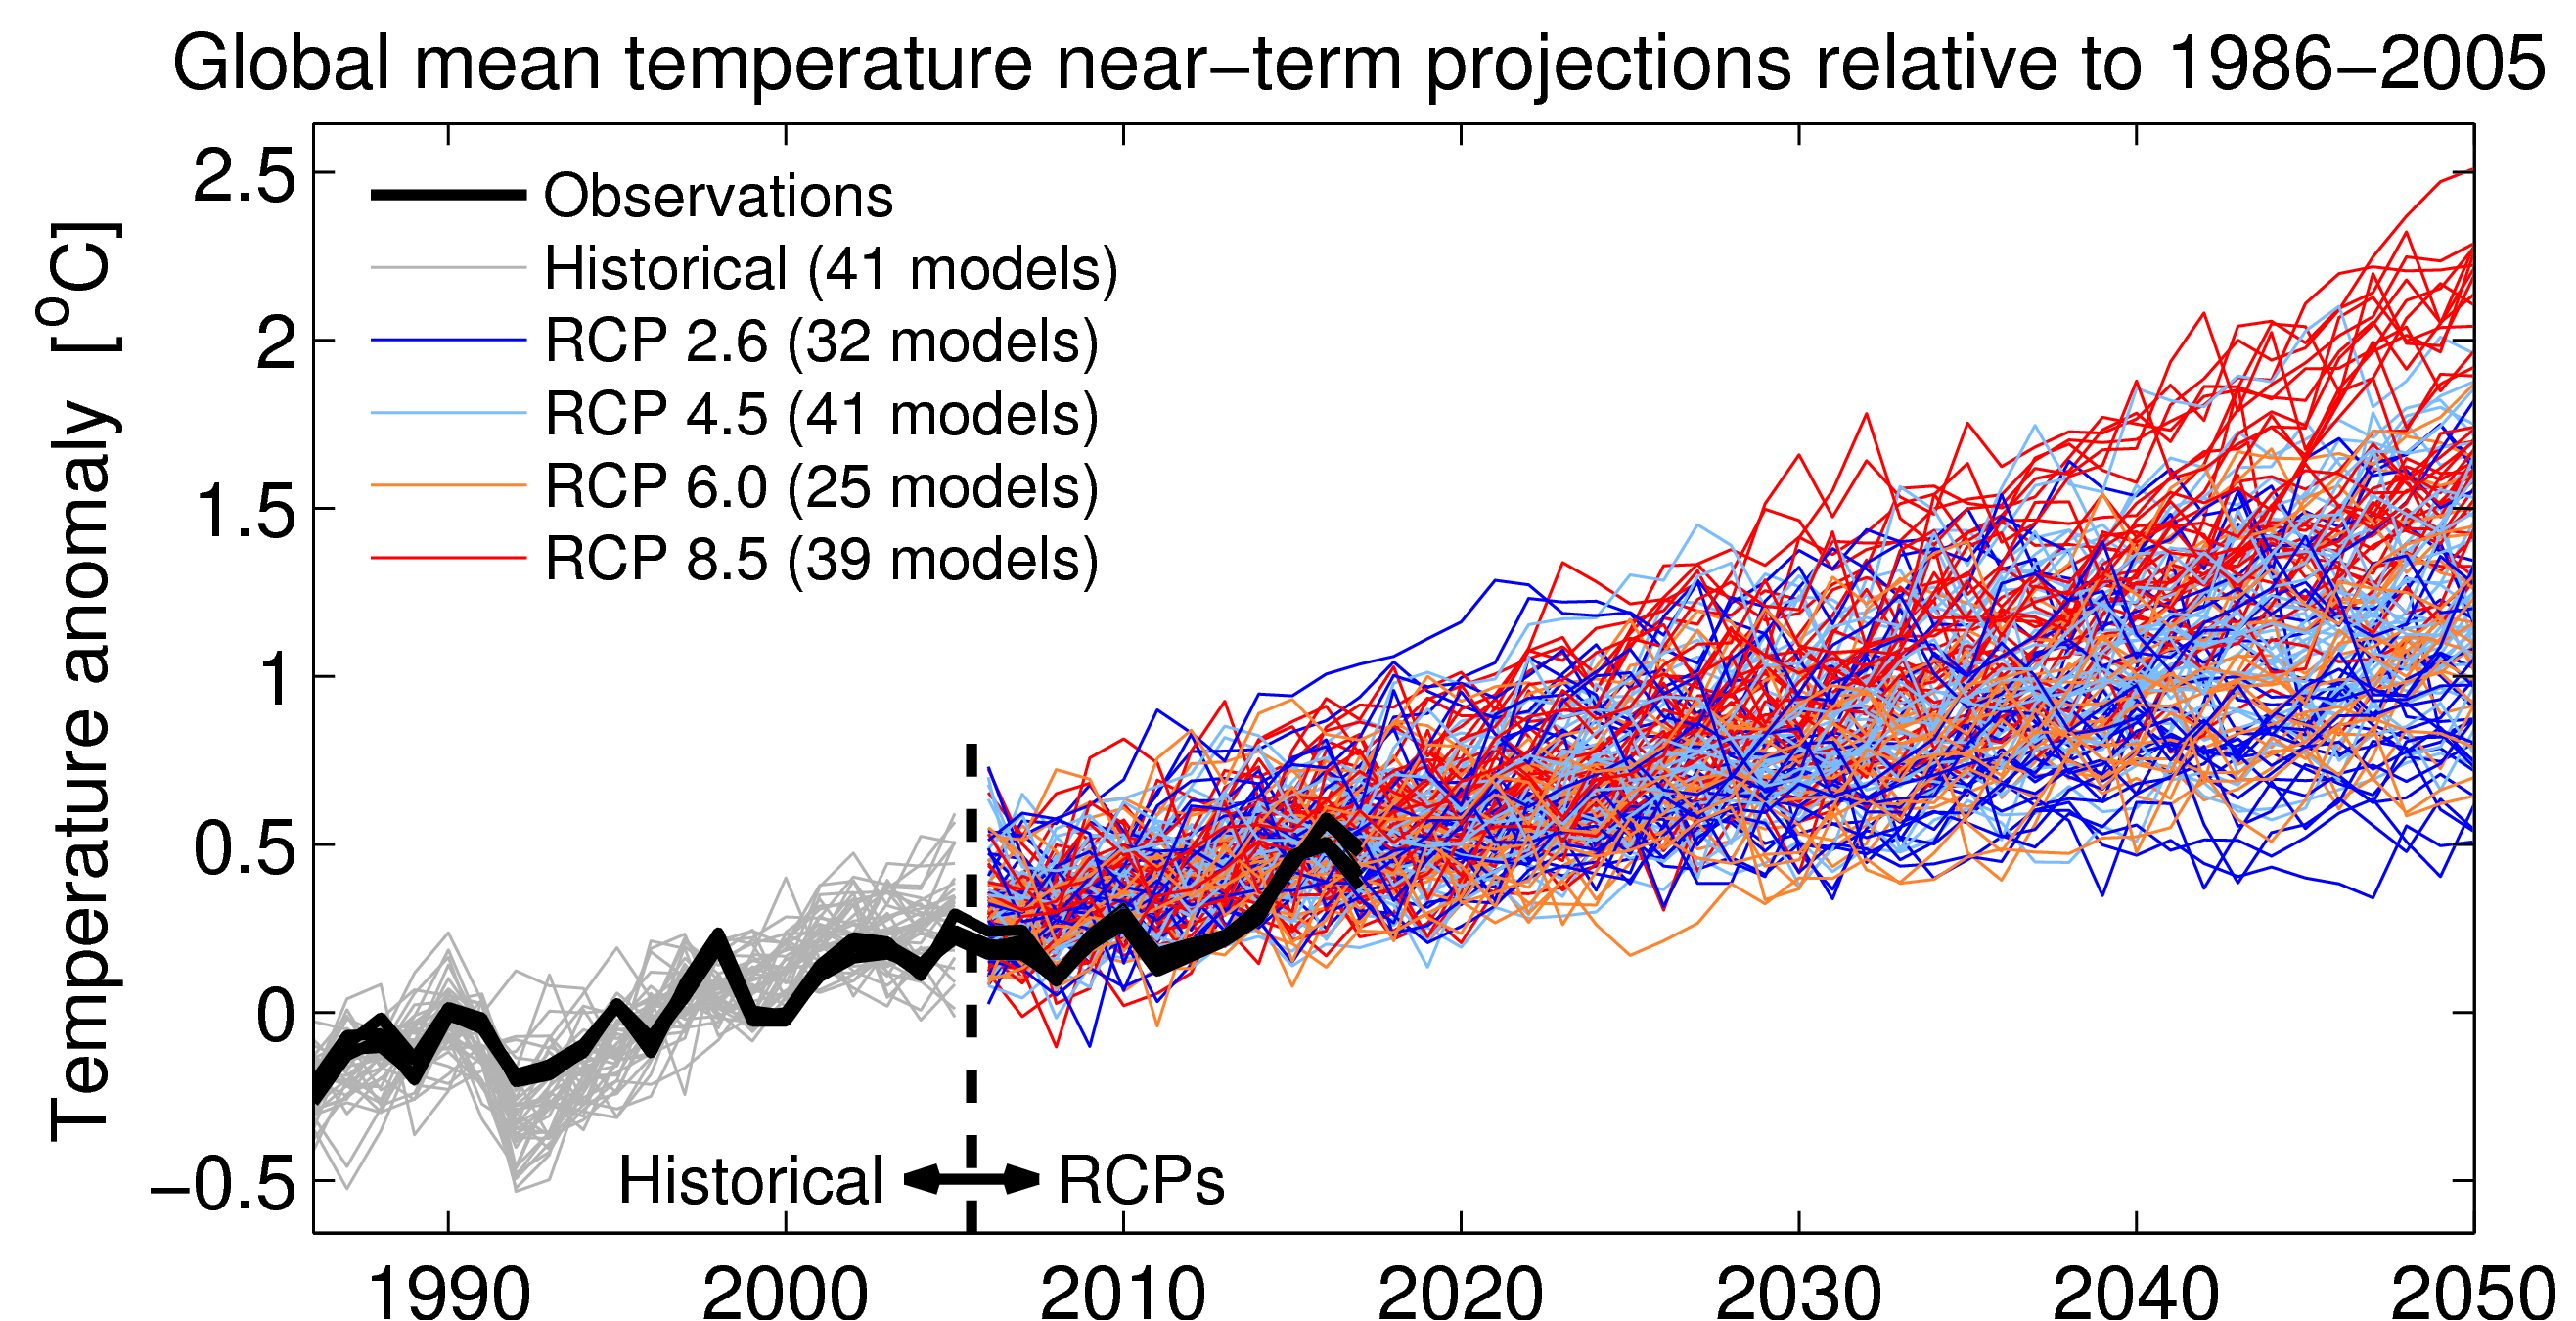 Global mean temperature near−term projections relative to 1986−2005
Temperature anomaly [°C]
2.5
2
1.5
1
0.5
0
−0.5
Observations
Historical (41 models)
RCP 2.6 (32 models)
RCP 4.5 (41 models)
RCP 6.0 (25 models)
RCP 8.5 (39 models)
Historical RCPs
1990 2000 2010 2020 2030 2040 2050